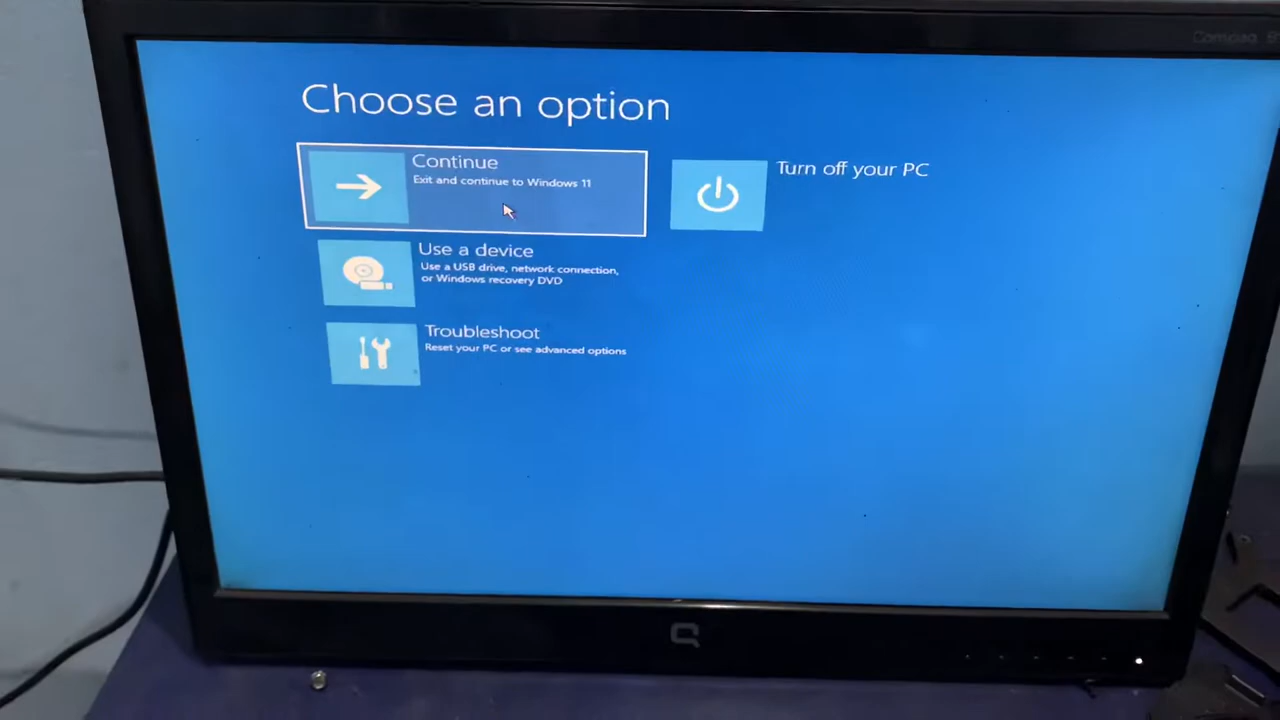 Compaq
Choose an option
Continue
Exit and continue to Windows 11
Turn off your PC
Use a device
Use a USB drive, network connection,
or Windows recovery DVD
Troubleshoot
Reset your PC or see advanced options